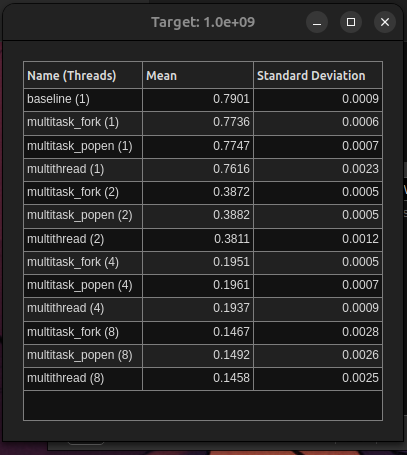 Target: 1.0e+09
Name (Threads) Mean Standard Deviation
baseline (1) 0.7901 0.0009
multitask_fork (1) 0.7736 0.0006
multitask_popen (1) 0.7747 0.0007
multithread (1) 0.7616 0.0023
multitask_fork (2) 0.3872 0.0005
multitask_popen (2) 0.3882 0.0005
multithread (2) 0.3811 0.0012
multitask_fork (4) 0.1951 0.0005
multitask_popen (4) 0.1961 0.0007
multithread (4) 0.1937 0.0009
multitask_fork (8) 0.1467 0.0028
multitask_popen (8) 0.1492 0.0026
multithread (8) 0.1458 0.0025